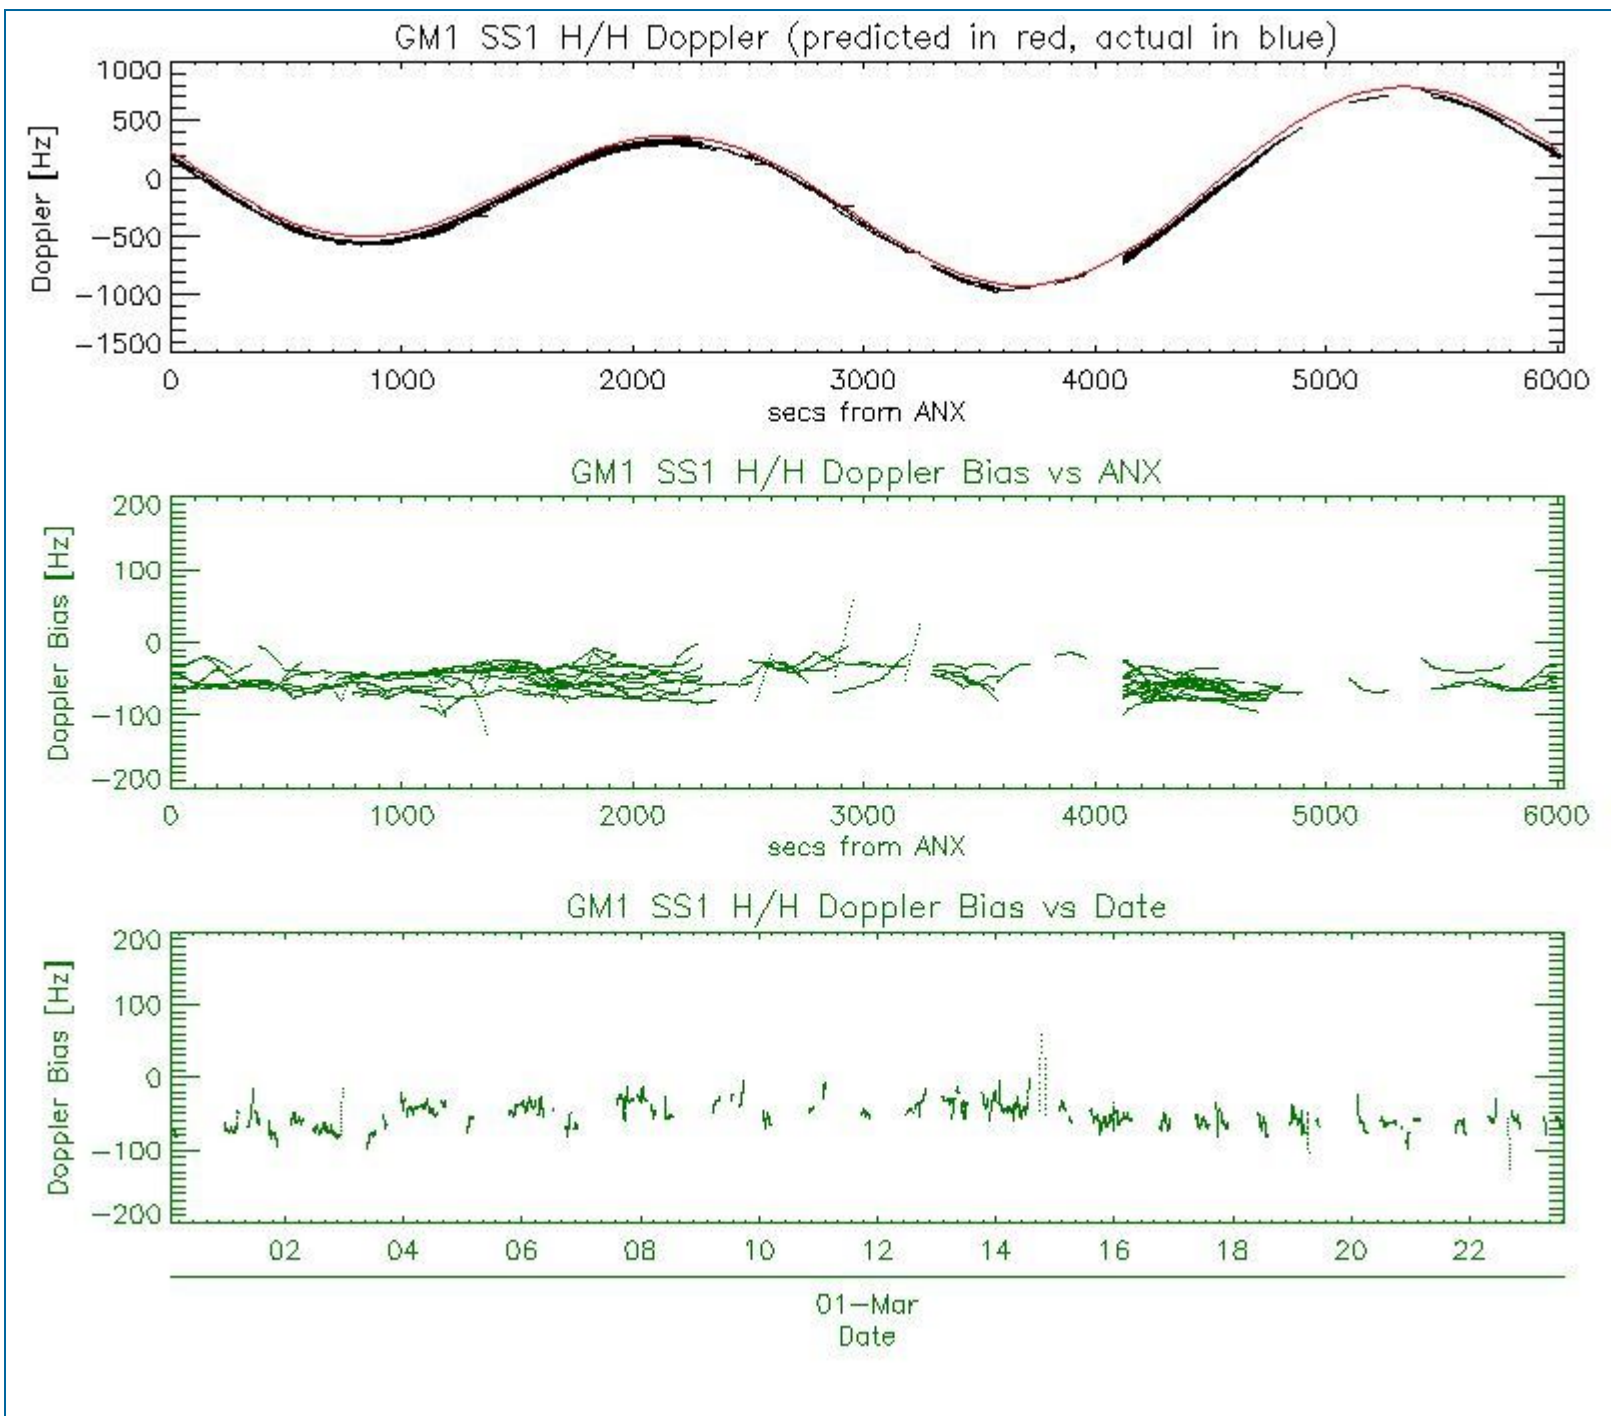 GM1 SS1 H/H Doppler (predicted in red, actual in blue)
1000
500
0
−500
−1000
−1500
Doppler [Hz]
0 1000 2000 3000 4000 5000 6000
secs from ANX
GM1 SS1 H/H Doppler Bias vs ANX
200
100
0
−100
−200
Doppler Bias [Hz]
0 1000 2000 3000 4000 5000 6000
secs from ANX
GM1 SS1 H/H Doppler Bias vs Date
200
100
0
−100
−200
Doppler Bias [Hz]
02 04 06 08 10 12 14 16 18 20 22
01−Mar
Date